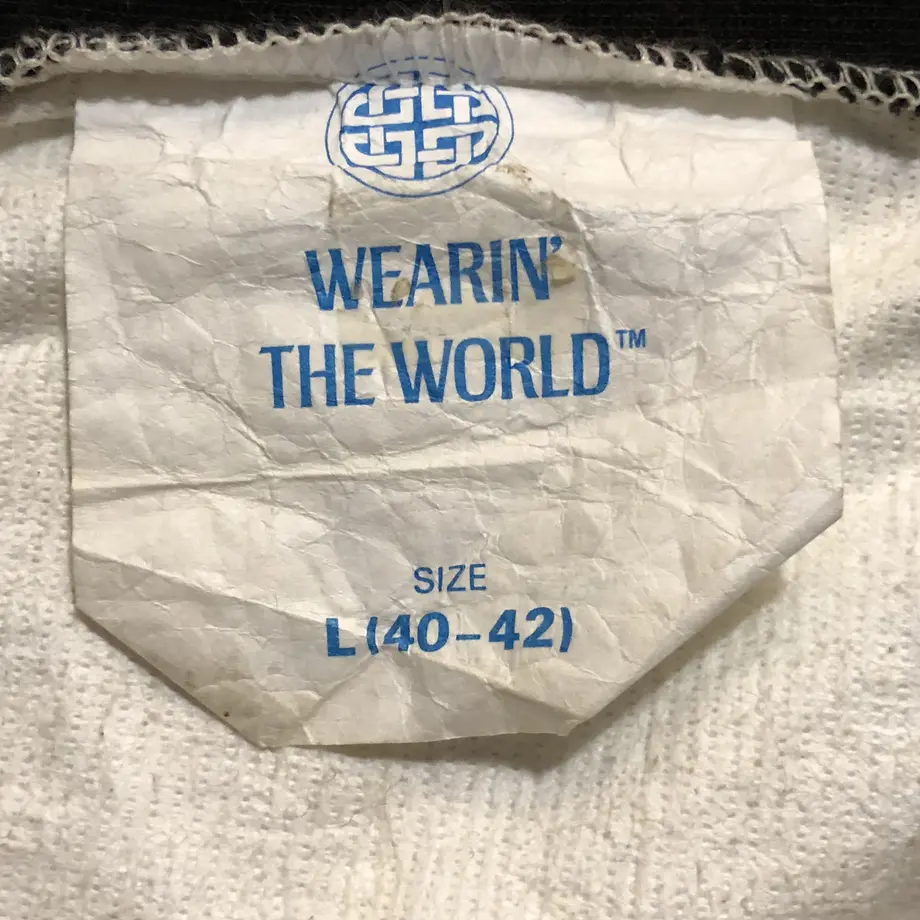 WEARIN'
THE WORLD™
SIZE
L (40-42)